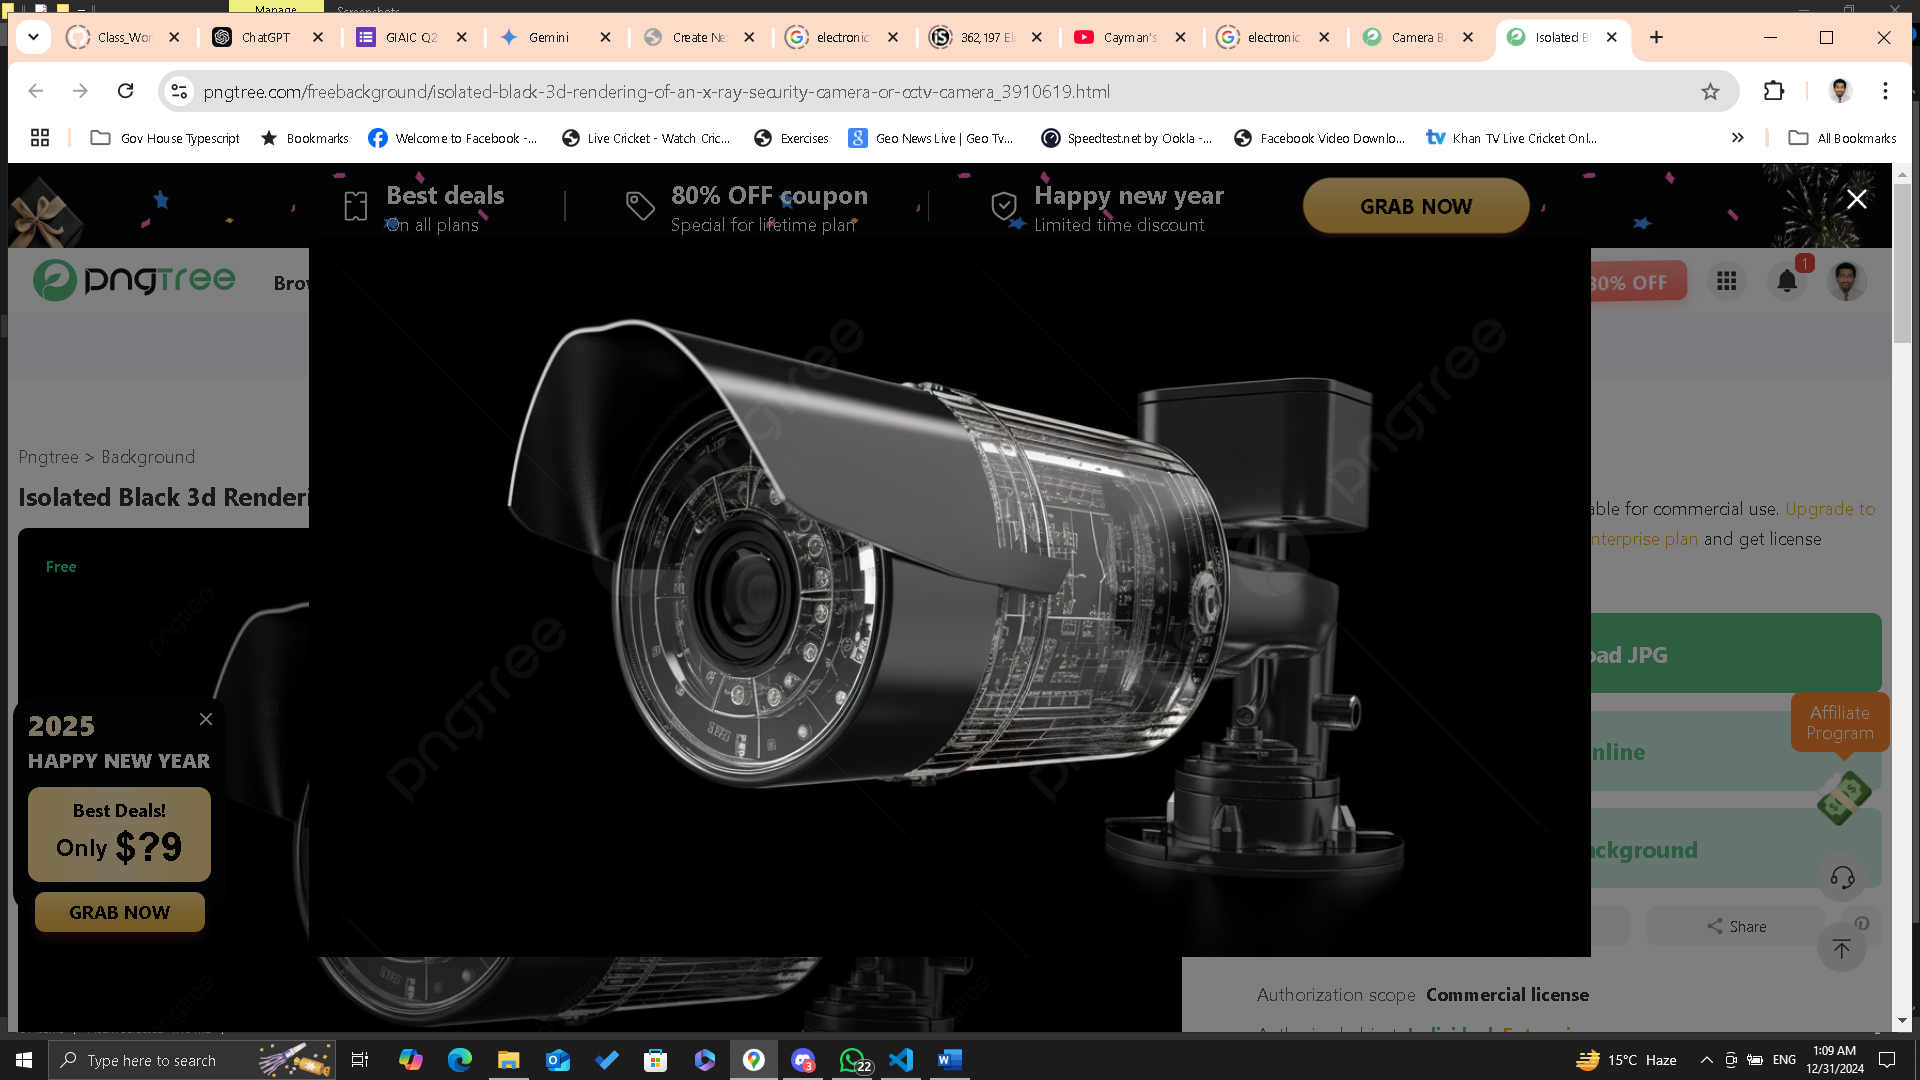 Manage
Screenshots
Class_Wor
ChatGPT
GIAIC Q2
Gemini
Create Ne
electronic
362,197 El
Cayman's
electronic
Camera B
Isolated B
pngtree.com/freebackground/isolated-black-3d-rendering-of-an-x-ray-security-camera-or-cctv-camera_3910619.html
Gov House Typescript
Bookmarks
Welcome to Facebook -...
Live Cricket - Watch Cric...
Exercises
Geo News Live | Geo Tv...
Speedtest.net by Ookla -...
Facebook Video Downlo...
Khan TV Live Cricket Onl...
All Bookmarks
Best deals
On all plans
80% OFF coupon
Special for lifetime plan
Happy new year
Limited time discount
GRAB NOW
pngtree
Brow
80% OFF
1
Pngtree > Background
Isolated Black 3d Renderi
able for commercial use. Upgrade to
nterprise plan and get license
Free
pngtree
pngtree
pngtree
pngtree
oad JPG
2025
HAPPY NEW YEAR
Best Deals!
Only $?9
GRAB NOW
Affiliate
Program
nline
ckground
Share
Authorization scope Commercial license
Type here to search
3
22
15°C Haze
ENG
1:09 AM
12/31/2024